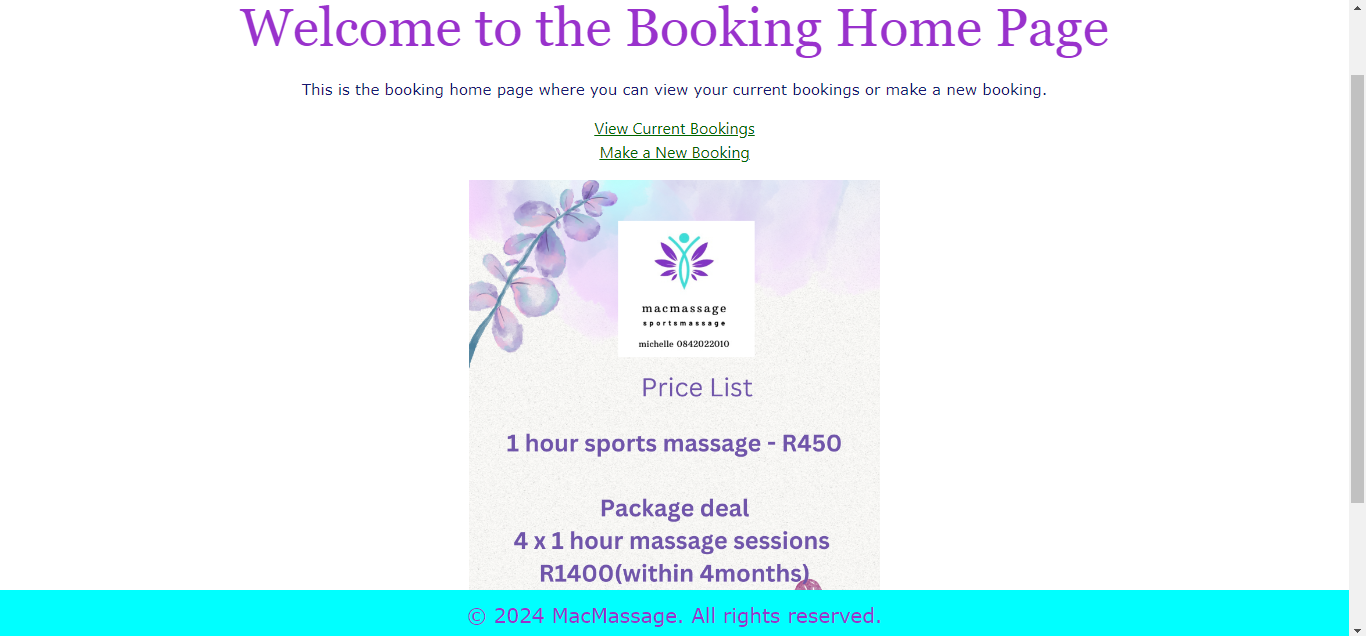 Welcome to the Booking Home Page
This is the booking home page where you can view your current bookings or make a new booking.
View Current Bookings
Make a New Booking
macmassage
sportsmassage
michelle 0842022010
Price List
1 hour sports massage - R450
Package deal
4 x 1 hour massage sessions
R1400(within 4months)
© 2024 MacMassage. All rights reserved.